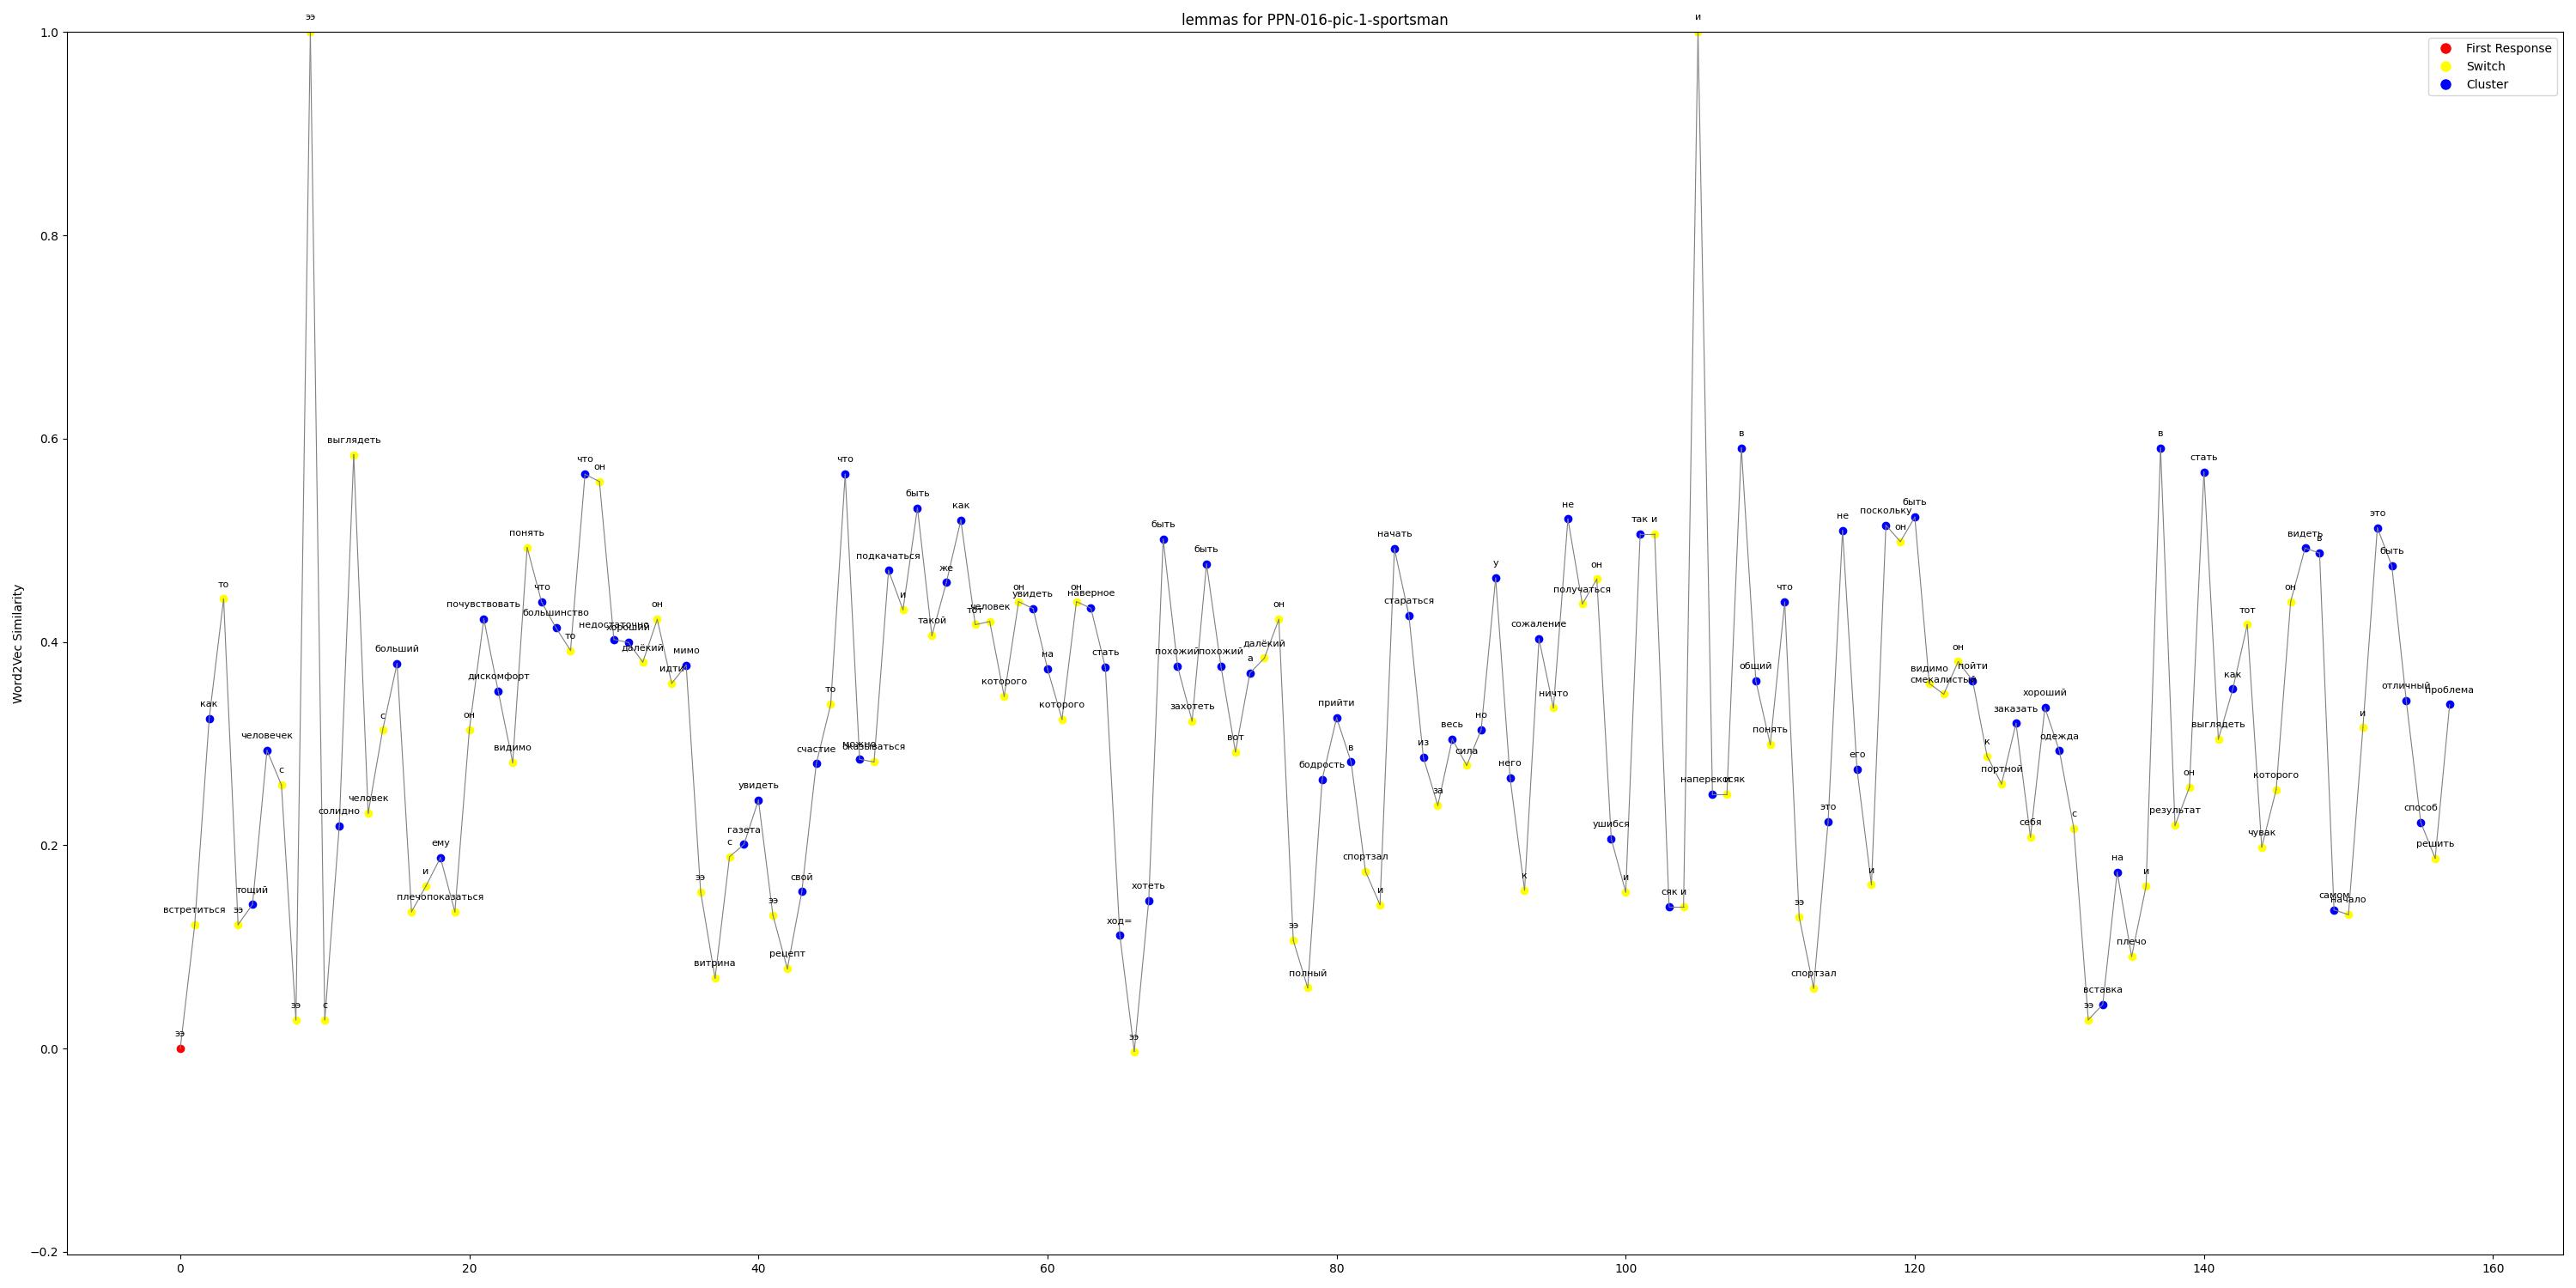 lemmas for PPN-016-pic-1-sportsman
First Response
Switch
Cluster
Word2Vec Similarity
1.0
0.8
0.6
0.4
0.2
0.0
−0.2
ээ
встретиться
как
то
ээ
тощий
человечек
с
ээ
ээ
с
солидно
выглядеть
человек
с
больший
плечо
и
ему
показаться
он
почувствовать
дискомфорт
видимо
понять
что
большинство
то
что
он
недостаточно
хороший
далёкий
он
идти
мимо
ээ
витрина
с
газета
увидеть
ээ
рецепт
свой
счастие
то
что
можно
оказываться
подкачаться
и
быть
такой
же
как
тот
человек
которого
он
увидеть
на
которого
он
наверное
стать
ход=
ээ
хотеть
быть
похожий
захотеть
быть
похожий
вот
а
далёкий
он
ээ
полный
бодрость
прийти
в
спортзал
и
начать
стараться
из
за
весь
сила
но
у
него
к
сожаление
ничто
не
получаться
он
ушибся
и
так
и
сяк
и
и
наперекосяк
и
в
общий
понять
что
ээ
спортзал
это
не
его
и
поскольку
он
быть
видимо
смекалистый
он
пойти
к
портной
заказать
себя
хороший
одежда
с
ээ
вставка
на
плечо
и
в
результат
он
стать
выглядеть
как
тот
чувак
которого
он
видеть
в
самом
начало
и
это
быть
отличный
способ
решить
проблема
0
20
40
60
80
100
120
140
160